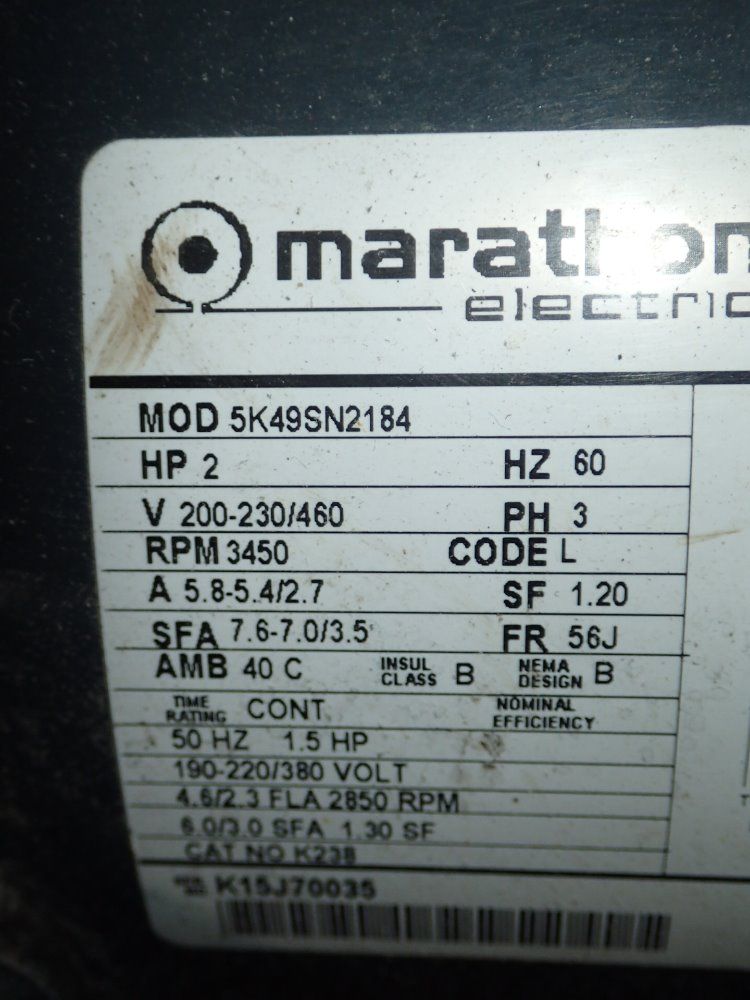 marathon
electric
MOD 5K49SN2184
HP 2 HZ 60
V 200-230/460 PH 3
RPM 3450 CODE L
A 5.8-5.4/2.7 SF 1.20
SFA 7.6-7.0/3.5 FR 56J
AMB 40 C INSUL CLASS B NEMA DESIGN B
TIME RATING CONT NOMINAL EFFICIENCY
50 HZ 1.5 HP
190-220/380 VOLT
4.6/2.3 FLA 2850 RPM
6.0/3.0 SFA 1.30 SF
CAT NO K238
K15J70035